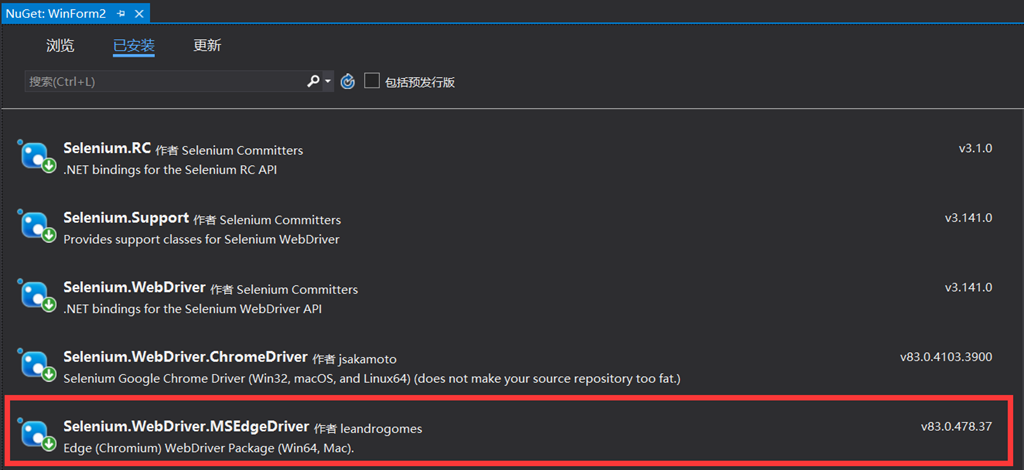 NuGet: WinForm2
浏览 已安装 更新
搜索(Ctrl+L) 包括预发行版
Selenium.RC 作者 Selenium Committers v3.1.0
.NET bindings for the Selenium RC API
Selenium.Support 作者 Selenium Committers v3.141.0
Provides support classes for Selenium WebDriver
Selenium.WebDriver 作者 Selenium Committers v3.141.0
.NET bindings for the Selenium WebDriver API
Selenium.WebDriver.ChromeDriver 作者 jsakamoto v83.0.4103.3900
Selenium Google Chrome Driver (Win32, macOS, and Linux64) (does not make your source repository too fat.)
Selenium.WebDriver.MSEdgeDriver 作者 leandrogomes v83.0.478.37
Edge (Chromium) WebDriver Package (Win64, Mac).